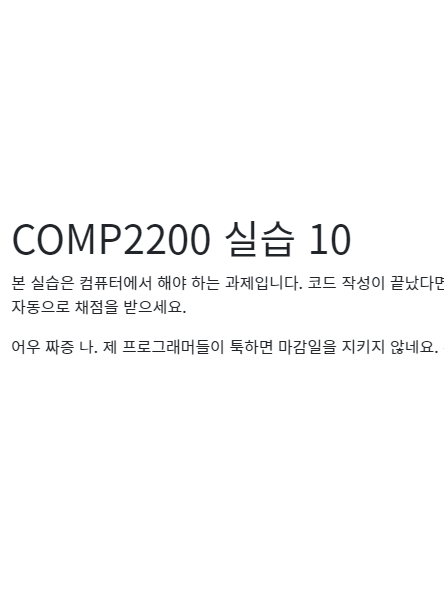 COMP2200 실습 10
본 실습은 컴퓨터에서 해야 하는 과제입니다. 코드 작성이 끝났다면
자동으로 채점을 받으세요.
어우 짜증 나. 제 프로그래머들이 툭하면 마감일을 지키지 않네요.